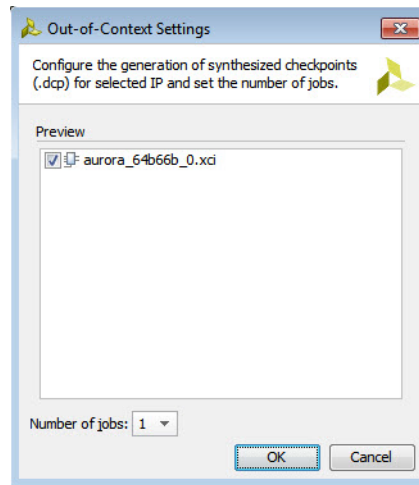 Out-of-Context Settings
Configure the generation of synthesized checkpoints
(.dcp) for selected IP and set the number of jobs.
Preview
aurora_64b66b_0.xci
Number of jobs: 1
OK Cancel